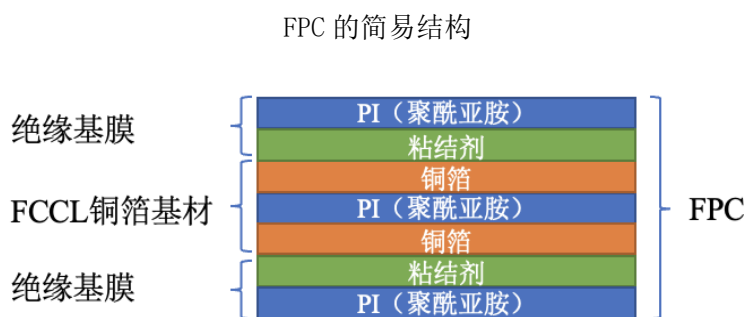 FPC 的简易结构
绝缘基膜
PI（聚酰亚胺）
粘结剂
FCCL铜箔基材
铜箔
PI（聚酰亚胺）
铜箔
FPC
绝缘基膜
粘结剂
PI（聚酰亚胺）